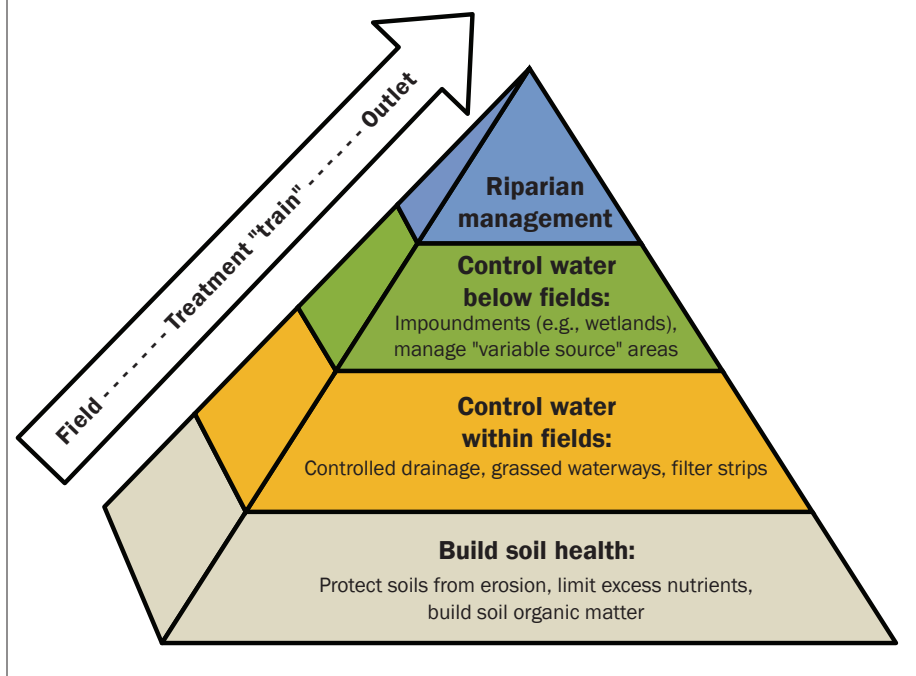 Field - - - - - - Treatment "train" - - - - - - Outlet
Riparian
management
Control water
below fields:
Impoundments (e.g., wetlands),
manage "variable source" areas
Control water
within fields:
Controlled drainage, grassed waterways, filter strips
Build soil health:
Protect soils from erosion, limit excess nutrients,
build soil organic matter